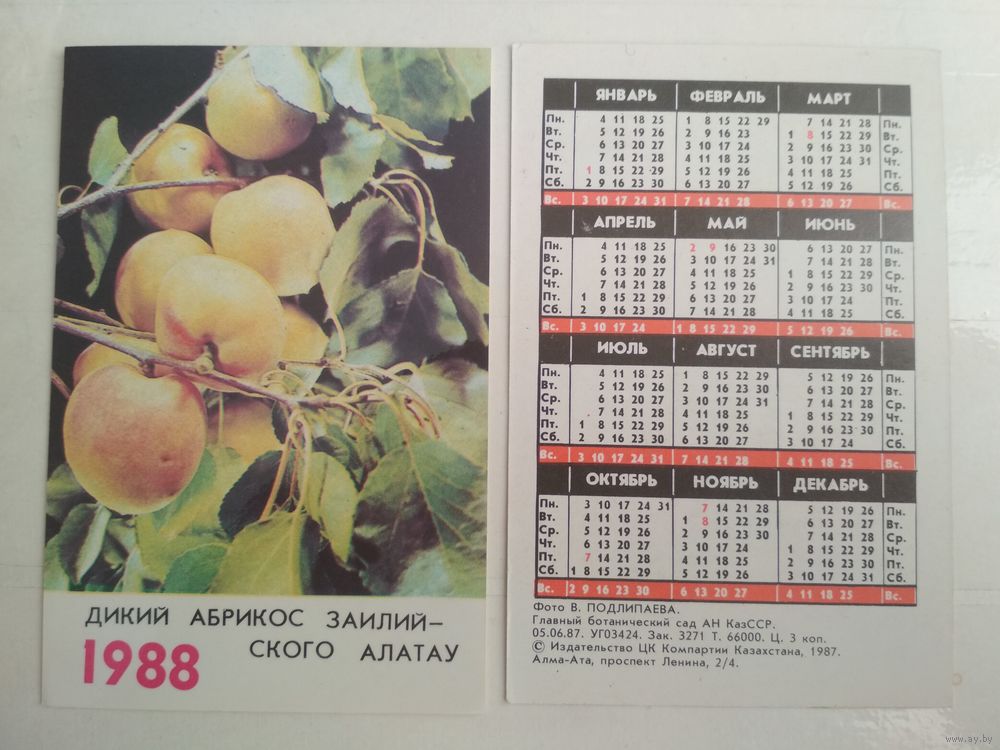 ДИКИЙ АБРИКОС ЗАИЛИЙ-
СКОГО АЛАТАУ
1988
ЯНВАРЬ ФЕВРАЛЬ МАРТ
Пн. 4 11 18 25 1 8 15 22 29 7 14 21 28 Пн.
Вт. 5 12 19 26 2 9 16 23 1 8 15 22 29 Вт.
Ср. 6 13 20 27 3 10 17 24 2 9 16 23 30 Ср.
Чт. 7 14 21 28 4 11 18 25 3 10 17 24 31 Чт.
Пт. 1 8 15 22 29 5 12 19 26 4 11 18 25 Пт.
Сб. 2 9 16 23 30 6 13 20 27 5 12 19 26 Сб.
Вс. 3 10 17 24 31 7 14 21 28 6 13 20 27 Вс.
АПРЕЛЬ МАЙ ИЮНЬ
Пн. 4 11 18 25 2 9 16 23 30 6 13 20 27 Пн.
Вт. 5 12 19 26 3 10 17 24 31 7 14 21 28 Вт.
Ср. 6 13 20 27 4 11 18 25 1 8 15 22 29 Ср.
Чт. 7 14 21 28 5 12 19 26 2 9 16 23 30 Чт.
Пт. 1 8 15 22 29 6 13 20 27 3 10 17 24 Пт.
Сб. 2 9 16 23 30 7 14 21 28 4 11 18 25 Сб.
Вс. 3 10 17 24 1 8 15 22 29 5 12 19 26 Вс.
ИЮЛЬ АВГУСТ СЕНТЯБРЬ
Пн. 4 11 18 25 1 8 15 22 29 5 12 19 26 Пн.
Вт. 5 12 19 26 2 9 16 23 30 6 13 20 27 Вт.
Ср. 6 13 20 27 3 10 17 24 31 7 14 21 28 Ср.
Чт. 7 14 21 28 4 11 18 25 1 8 15 22 29 Чт.
Пт. 1 8 15 22 29 5 12 19 26 2 9 16 23 30 Пт.
Сб. 2 9 16 23 30 6 13 20 27 3 10 17 24 Сб.
Вс. 3 10 17 24 31 7 14 21 28 4 11 18 25 Вс.
ОКТЯБРЬ НОЯБРЬ ДЕКАБРЬ
Пн. 3 10 17 24 31 7 14 21 28 5 12 19 26 Пн.
Вт. 4 11 18 25 1 8 15 22 29 6 13 20 27 Вт.
Ср. 5 12 19 26 2 9 16 23 30 7 14 21 28 Ср.
Чт. 6 13 20 27 3 10 17 24 1 8 15 22 29 Чт.
Пт. 7 14 21 28 4 11 18 25 2 9 16 23 30 Пт.
Сб. 1 8 15 22 29 5 12 19 26 3 10 17 24 31 Сб.
Вс. 2 9 16 23 30 6 13 20 27 4 11 18 25 Вс.
Фото В. ПОДЛИПАЕВА.
Главный ботанический сад АН КазССР.
05.06.87. УГ03424. Зак. 3271 Т. 66000. Ц. 3 коп.
© Издательство ЦК Компартии Казахстана, 1987.
Алма-Ата, проспект Ленина, 2/4.
www.ay.by